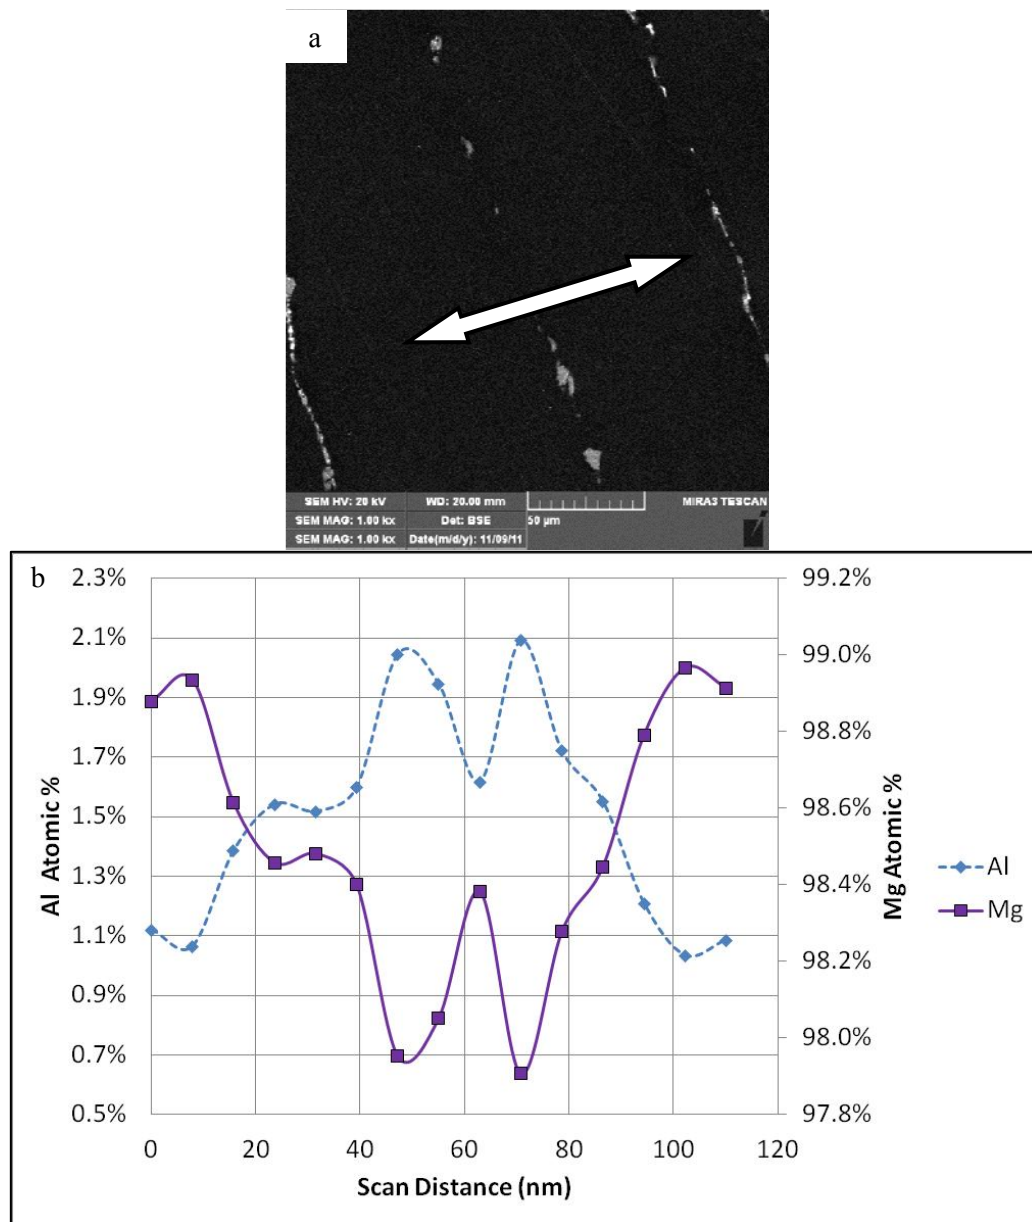 a
SEM HV: 20 kV WD: 20.00 mm MIRA3 TESCAN
SEM MAG: 1.00 kx Det: BSE 50 µm
SEM MAG: 1.00 kx Date(m/d/y): 11/09/11
b
2.3% 99.2%
2.1% 99.0%
1.9% 98.8%
1.7% 98.6%
1.5% 98.4%
1.3% 98.2%
1.1% 98.0%
0.9% 97.8%
0.7%
0.5%
Al Atomic %
Mg Atomic %
Al
Mg
0 20 40 60 80 100 120
Scan Distance (nm)